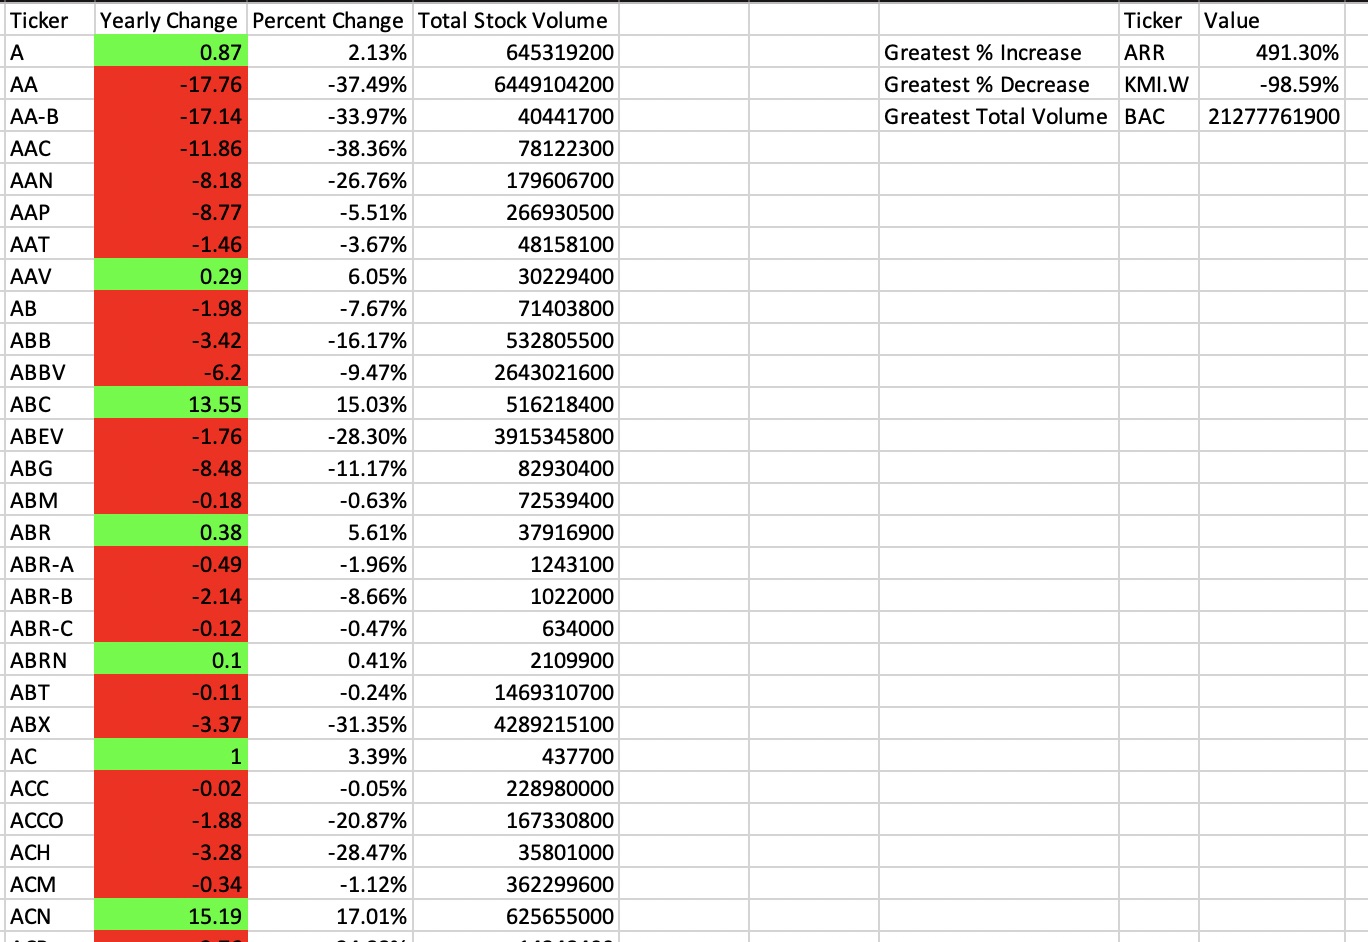 Ticker Yearly Change Percent Change Total Stock Volume Ticker Value
A 0.87 2.13% 645319200 Greatest % Increase ARR 491.30%
AA -17.76 -37.49% 6449104200 Greatest % Decrease KMI.W -98.59%
AA-B -17.14 -33.97% 40441700 Greatest Total Volume BAC 21277761900
AAC -11.86 -38.36% 78122300
AAN -8.18 -26.76% 179606700
AAP -8.77 -5.51% 266930500
AAT -1.46 -3.67% 48158100
AAV 0.29 6.05% 30229400
AB -1.98 -7.67% 71403800
ABB -3.42 -16.17% 532805500
ABBV -6.2 -9.47% 2643021600
ABC 13.55 15.03% 516218400
ABEV -1.76 -28.30% 3915345800
ABG -8.48 -11.17% 82930400
ABM -0.18 -0.63% 72539400
ABR 0.38 5.61% 37916900
ABR-A -0.49 -1.96% 1243100
ABR-B -2.14 -8.66% 1022000
ABR-C -0.12 -0.47% 634000
ABRN 0.1 0.41% 2109900
ABT -0.11 -0.24% 1469310700
ABX -3.37 -31.35% 4289215100
AC 1 3.39% 437700
ACC -0.02 -0.05% 228980000
ACCO -1.88 -20.87% 167330800
ACH -3.28 -28.47% 35801000
ACM -0.34 -1.12% 362299600
ACN 15.19 17.01% 625655000